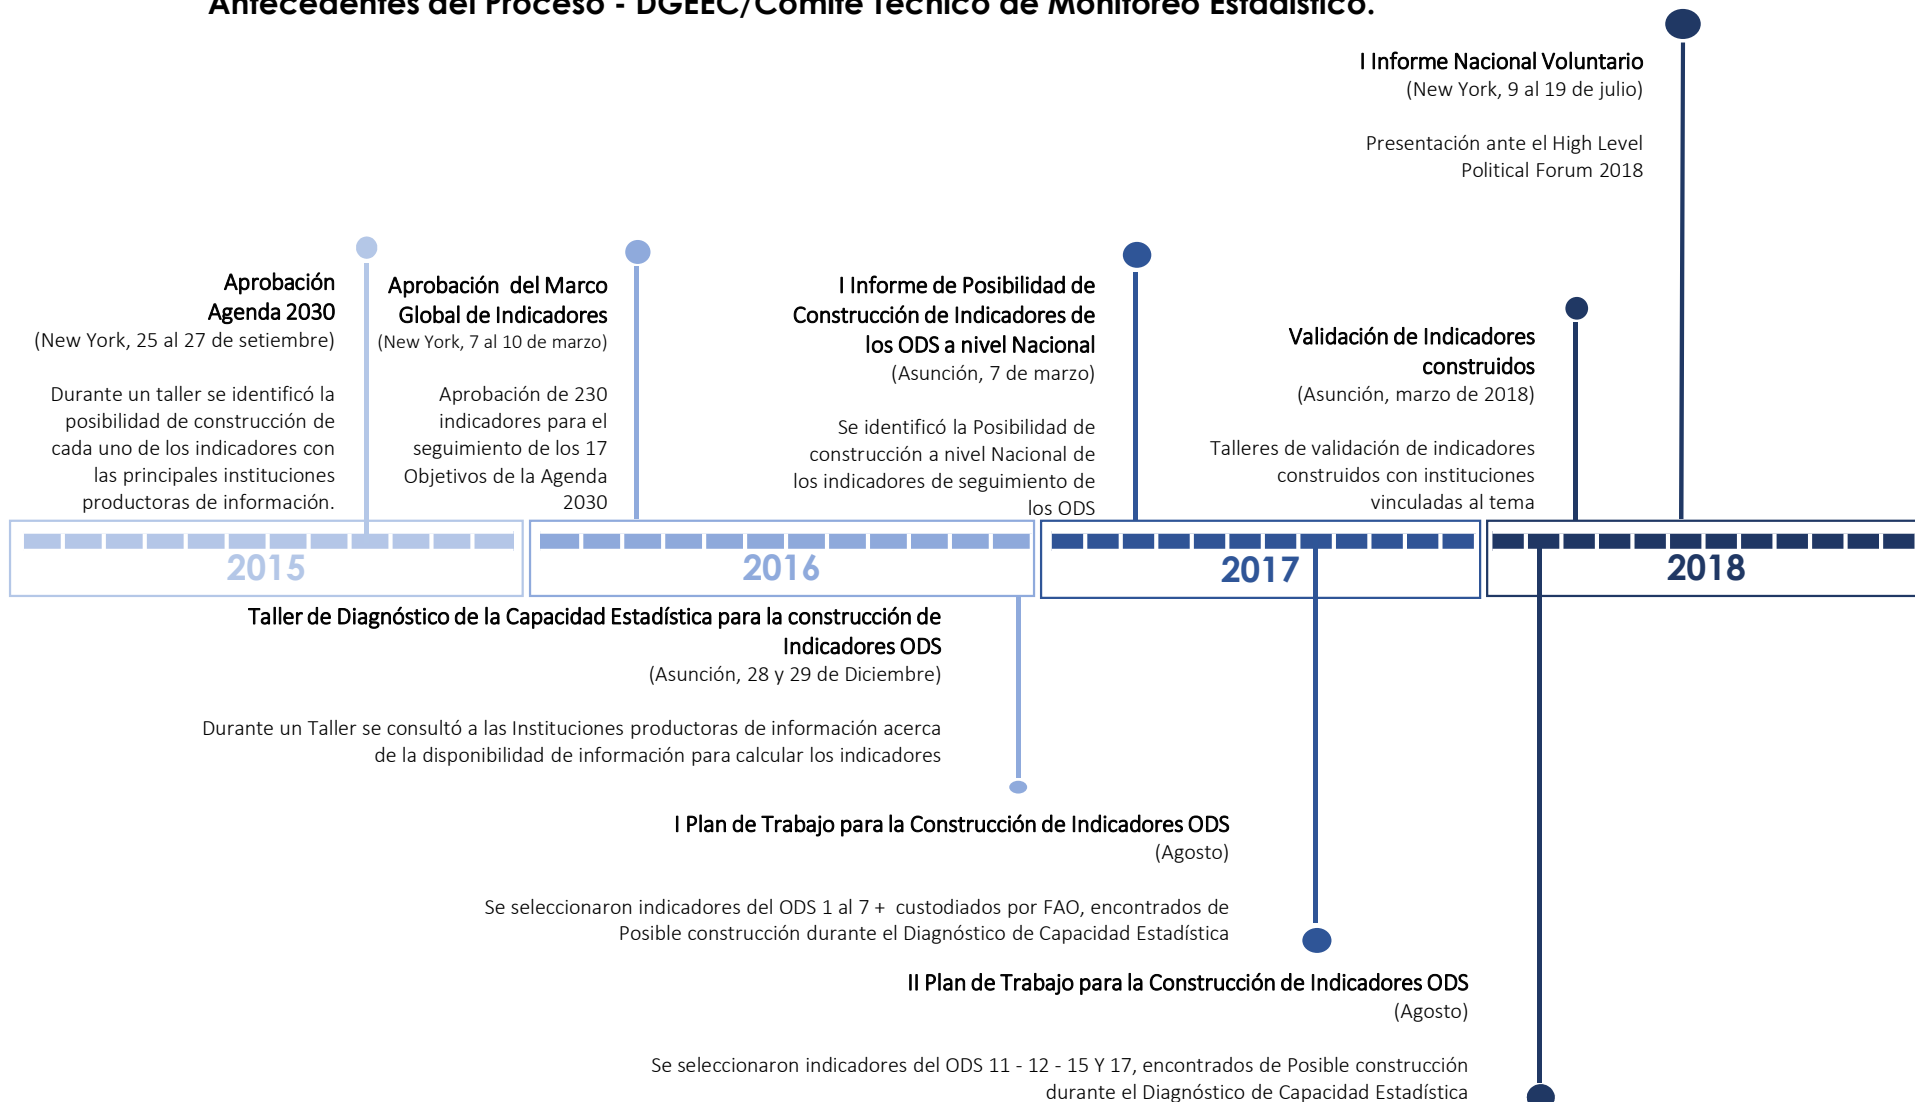 Antecedentes del Proceso - DGEEC/Comité Técnico de Monitoreo Estadístico.
I Informe Nacional Voluntario
(New York, 9 al 19 de julio)
Presentación ante el High Level
Political Forum 2018
Aprobación
Agenda 2030
(New York, 25 al 27 de setiembre)
Durante un taller se identificó la
posibilidad de construcción de
cada uno de los indicadores con
las principales instituciones
productoras de información.
Aprobación del Marco
Global de Indicadores
(New York, 7 al 10 de marzo)
Aprobación de 230
indicadores para el
seguimiento de los 17
Objetivos de la Agenda
2030
I Informe de Posibilidad de
Construcción de Indicadores de
los ODS a nivel Nacional
(Asunción, 7 de marzo)
Se identificó la Posibilidad de
construcción a nivel Nacional de
los indicadores de seguimiento de
los ODS
Validación de Indicadores
construidos
(Asunción, marzo de 2018)
Talleres de validación de indicadores
construidos con instituciones
vinculadas al tema
2015
2016
2017
2018
Taller de Diagnóstico de la Capacidad Estadística para la construcción de
Indicadores ODS
(Asunción, 28 y 29 de Diciembre)
Durante un Taller se consultó a las Instituciones productoras de información acerca
de la disponibilidad de información para calcular los indicadores
I Plan de Trabajo para la Construcción de Indicadores ODS
(Agosto)
Se seleccionaron indicadores del ODS 1 al 7 + custodiados por FAO, encontrados de
Posible construcción durante el Diagnóstico de Capacidad Estadística
II Plan de Trabajo para la Construcción de Indicadores ODS
(Agosto)
Se seleccionaron indicadores del ODS 11 - 12 - 15 Y 17, encontrados de Posible construcción
durante el Diagnóstico de Capacidad Estadística